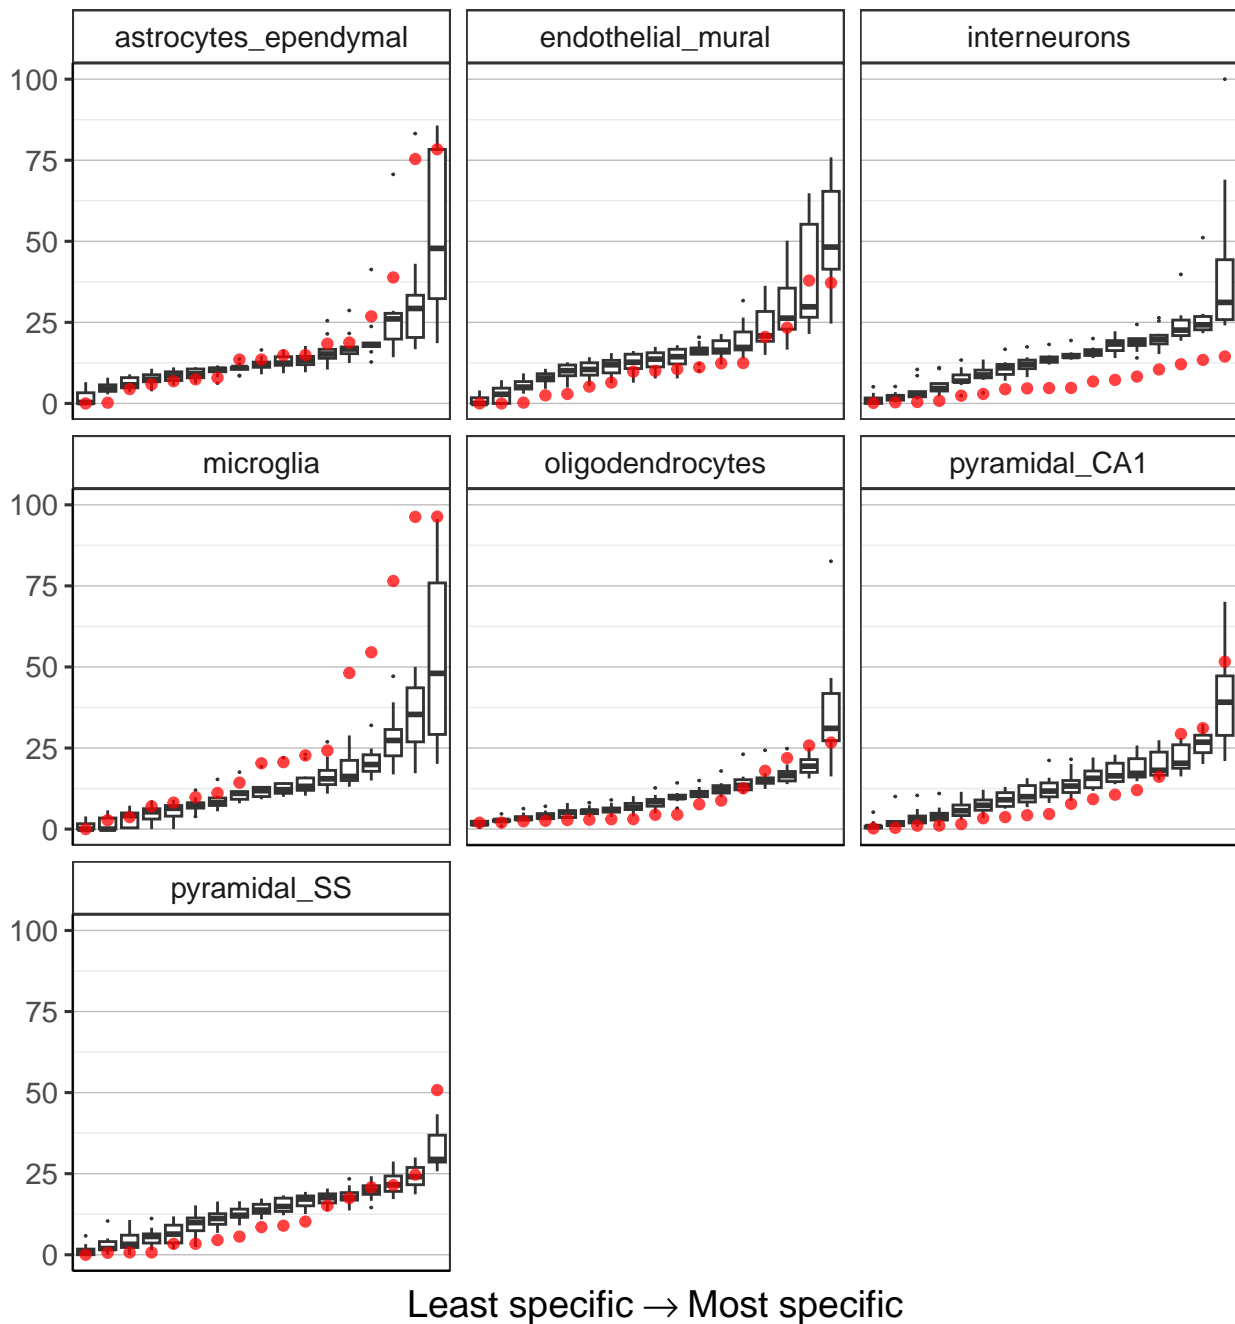 astrocytes_ependymal
endothelial_mural
interneurons
100
75
50
25
0
microglia
oligodendrocytes
pyramidal_CA1
100
75
50
25
0
pyramidal_SS
100
75
50
25
0
Least specific → Most specific